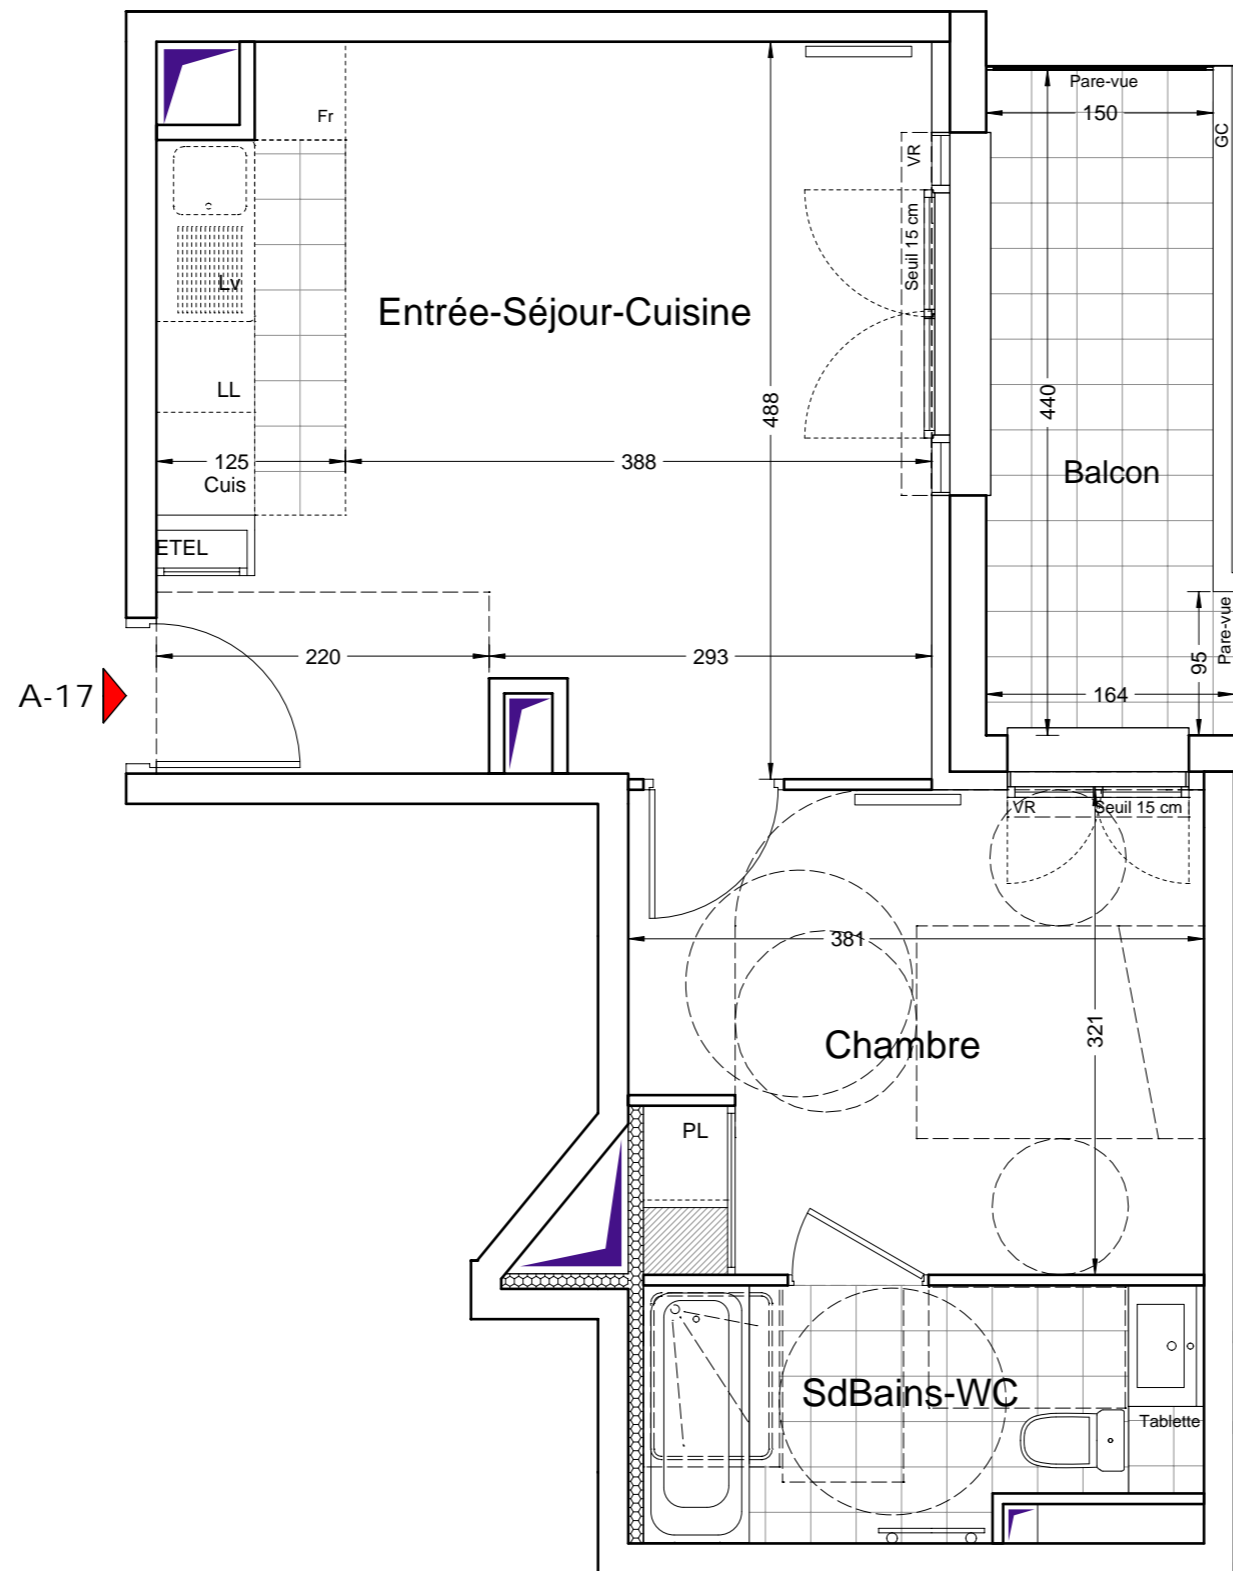 Pare-vue
150
GC
Fr
VR
Seuil 15 cm
Lv
Entrée-Séjour-Cuisine
LL
488
440
125
388
Cuis
Balcon
ETEL
220
293
95
Pare-vue
A-17
164
VR
Seuil 15 cm
381
321
Chambre
PL
SdBains-WC
Tablette